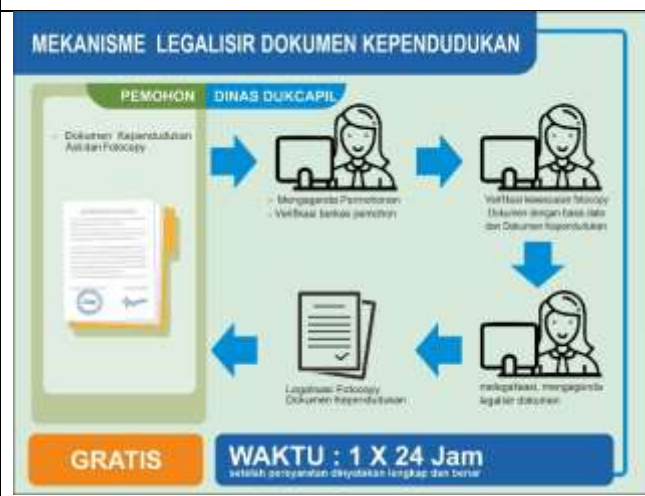 MEKANISME LEGALISIR DOKUMEN KEPENDUDUKAN
PEMOHON
DINAS DUKCAPIL
- Dokumen Kependudukan
Asli dan Fotocopy
- Mengagenda Permohonan
- Verifikasi berkas pemohon
Verifikasi kesesuaian fotocopy
Dokumen dengan basis data
dan Dokumen Kependudukan
melegalisasi, mengagenda
legalisir dokumen
Legalisasi Fotocopy
Dokumen Kependudukan
GRATIS
WAKTU : 1 X 24 Jam
setelah persyaratan dinyatakan lengkap dan benar